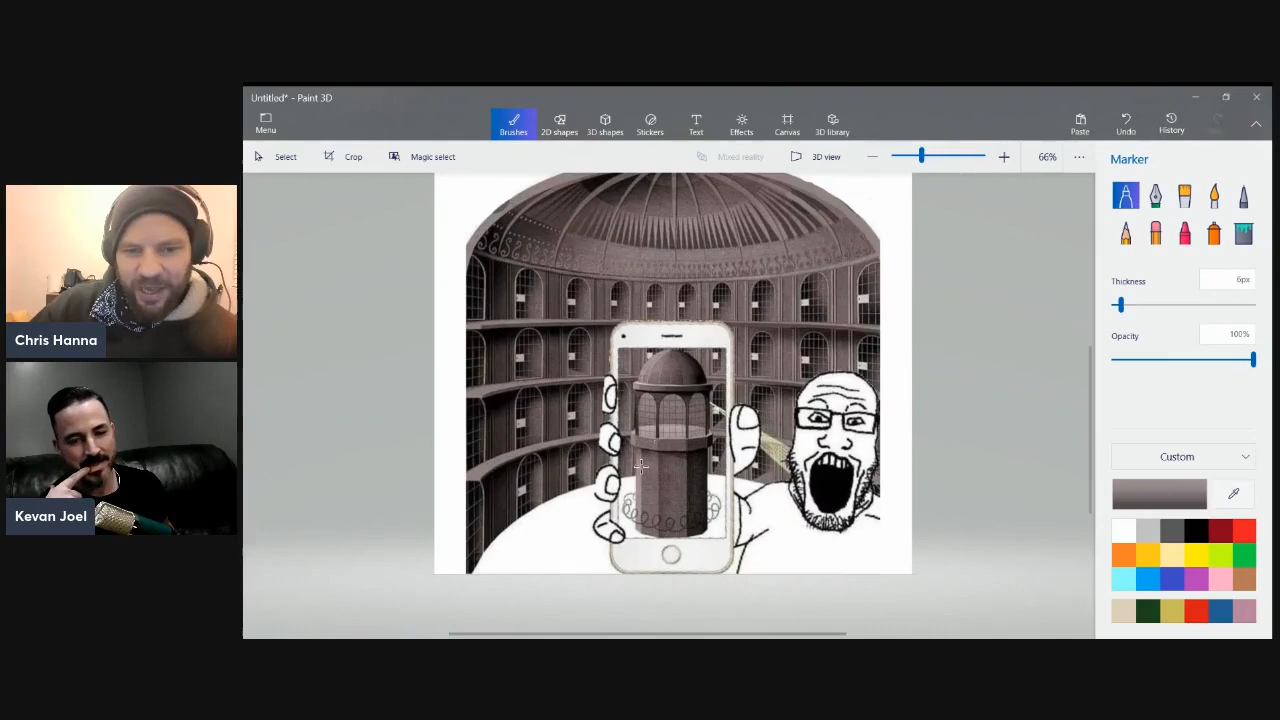 Untitled* - Paint 3D
Menu
Brushes
2D shapes
3D shapes
Stickers
Text
Effects
Canvas
3D library
Paste
Undo
History
Select
Crop
Magic select
Mixed reality
3D view
66%
Marker
Thickness
6px
Opacity
100%
Custom
Chris Hanna
Kevan Joel